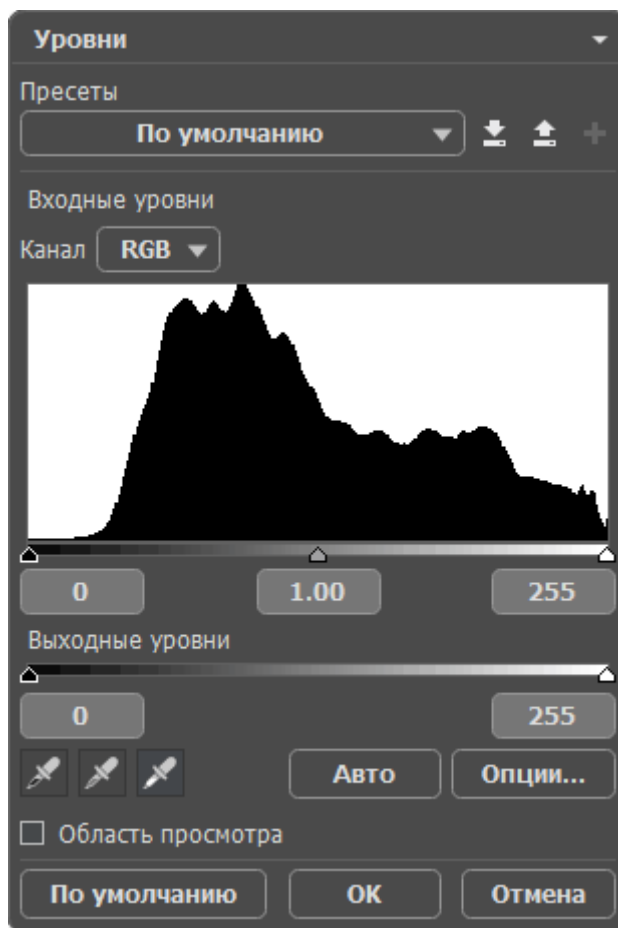 Уровни
Пресеты
По умолчанию
Входные уровни
Канал RGB
0 1.00 255
Выходные уровни
0 255
Авто Опции...
Область просмотра
По умолчанию OK Отмена